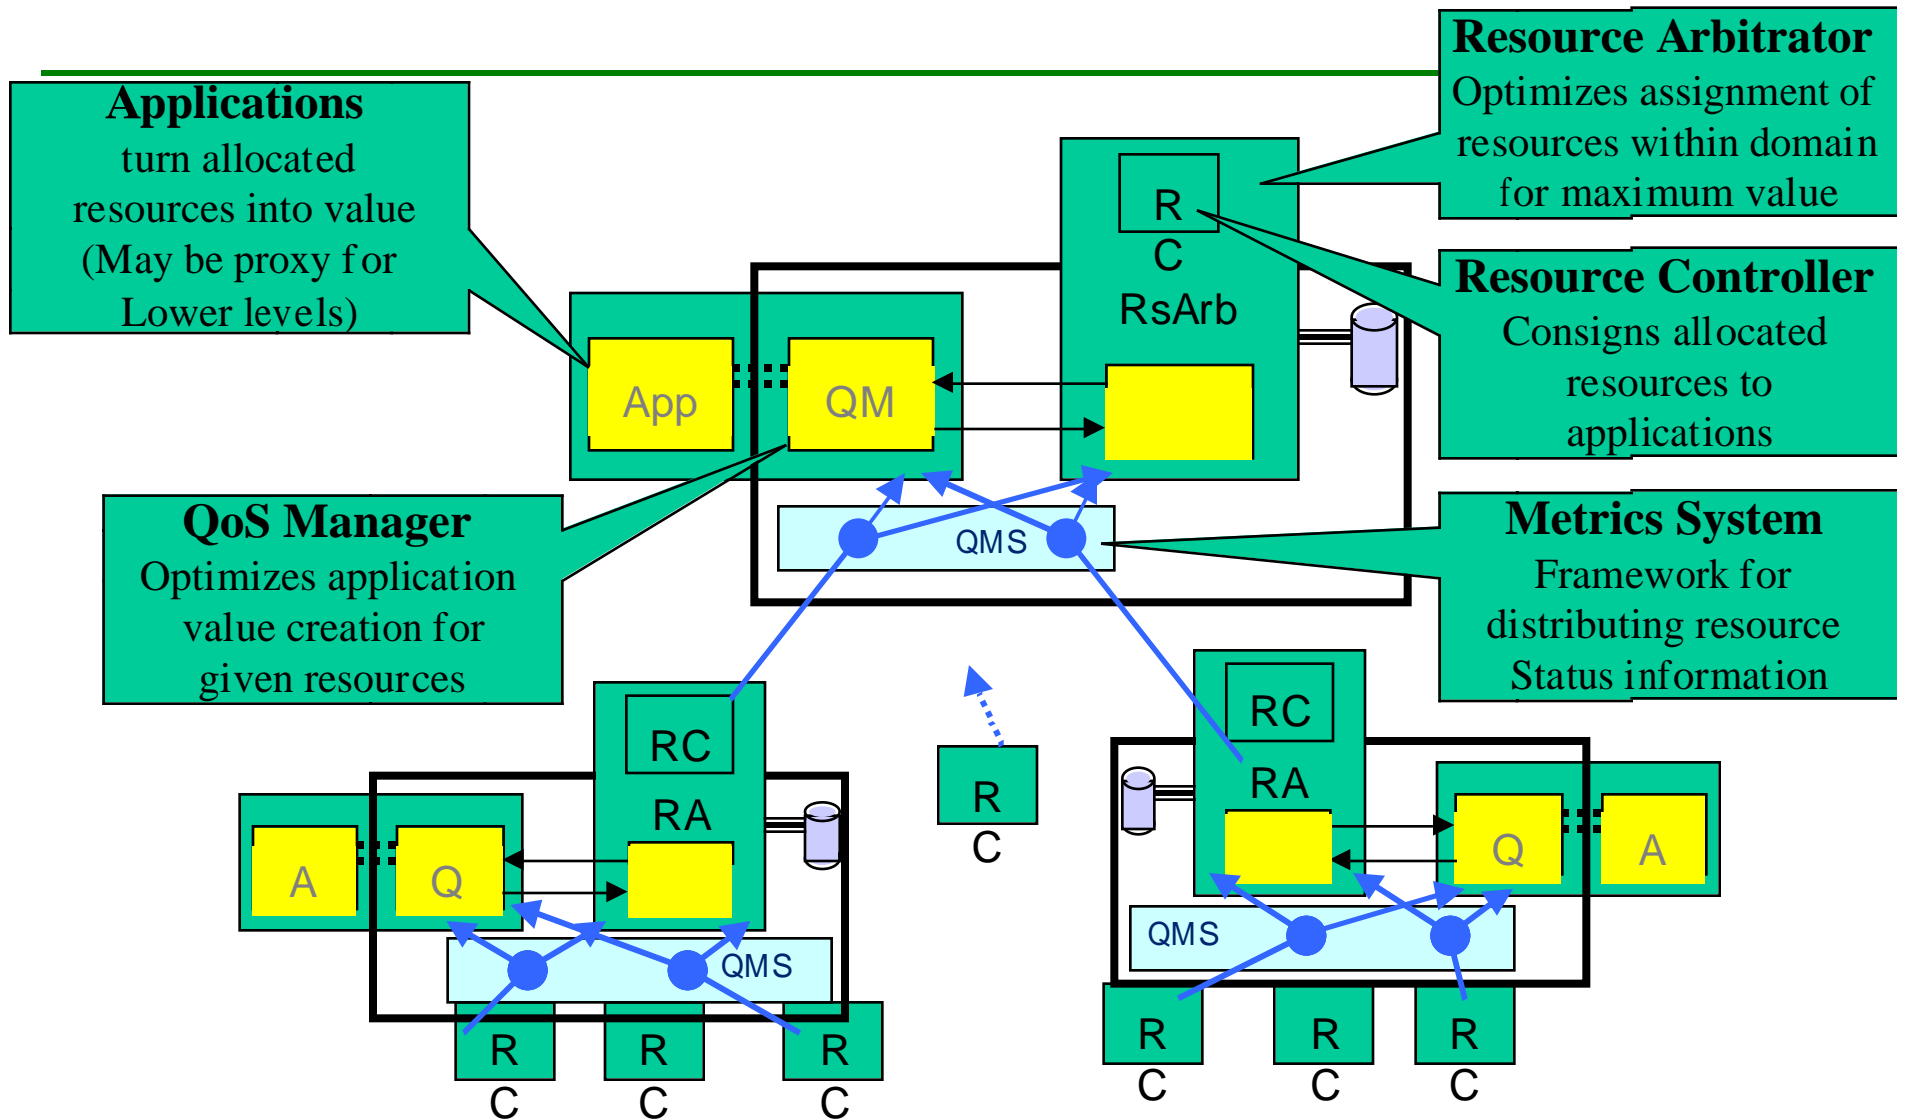 Resource Arbitrator
Optimizes assignment of
resources within domain
for maximum value
Applications
turn allocated
resources into value
(May be proxy for
Lower levels)
R
C
RsArb
Resource Controller
Consigns allocated
resources to
applications
App
QM
QoS Manager
Optimizes application
value creation for
given resources
QMS
Metrics System
Framework for
distributing resource
Status information
RC
RA
A
Q
QMS
R
C
R
C
R
C
R
C
RC
RA
Q
A
QMS
R
C
R
C
R
C